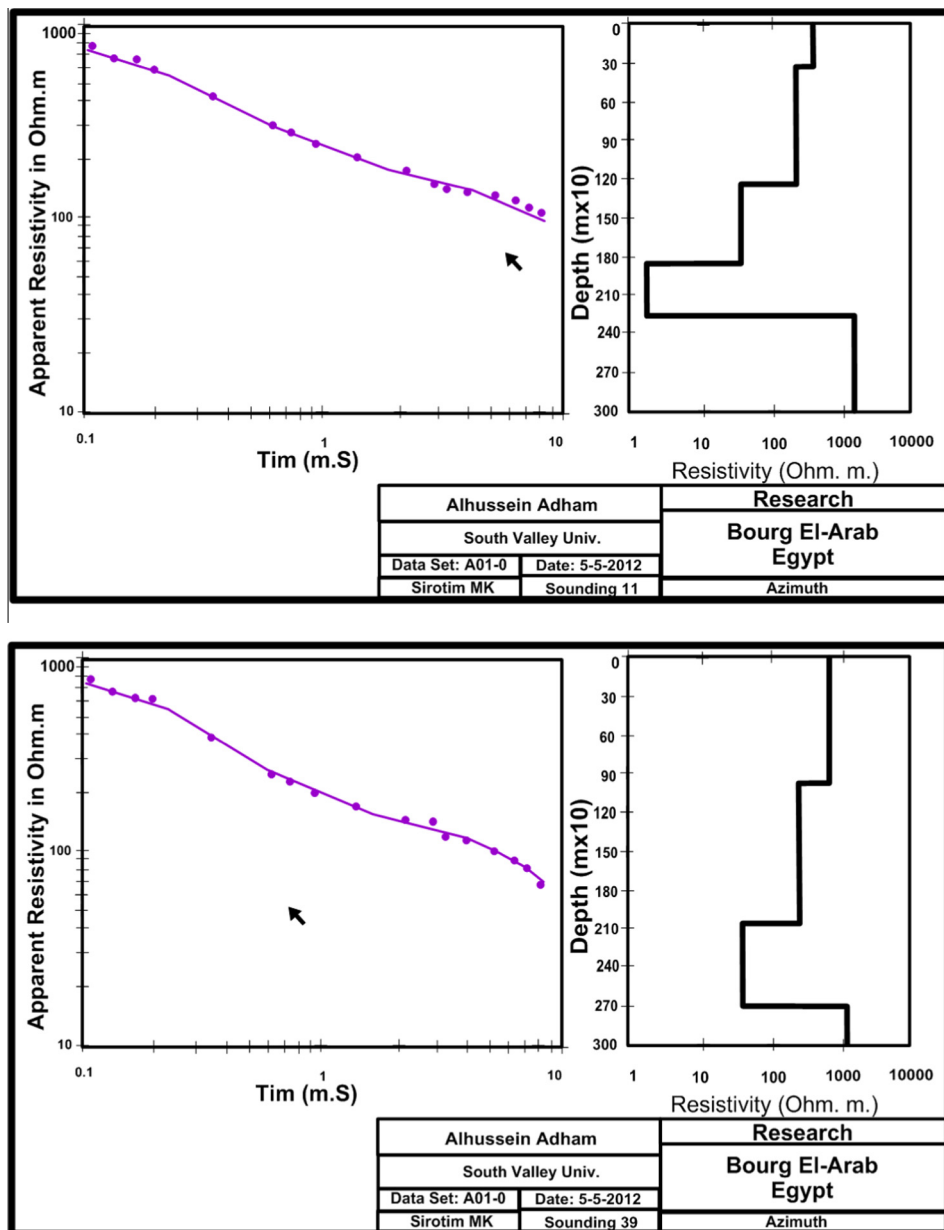 Apparent Resistivity in Ohm.m
1000
100
10
0.1
1
10
Tim (m.S)
Depth (mx10)
0
30
60
90
120
150
180
210
240
270
300
1
10
100
1000
10000
Resistivity (Ohm. m.)
Alhussein Adham
South Valley Univ.
Data Set: A01-0
Date: 5-5-2012
Sirotim MK
Sounding 11
Research
Bourg El-Arab
Egypt
Azimuth
Apparent Resistivity in Ohm.m
1000
100
10
0.1
1
10
Tim (m.S)
Depth (mx10)
0
30
60
90
120
150
180
210
240
270
300
1
10
100
1000
10000
Resistivity (Ohm. m.)
Alhussein Adham
South Valley Univ.
Data Set: A01-0
Date: 5-5-2012
Sirotim MK
Sounding 39
Research
Bourg El-Arab
Egypt
Azimuth